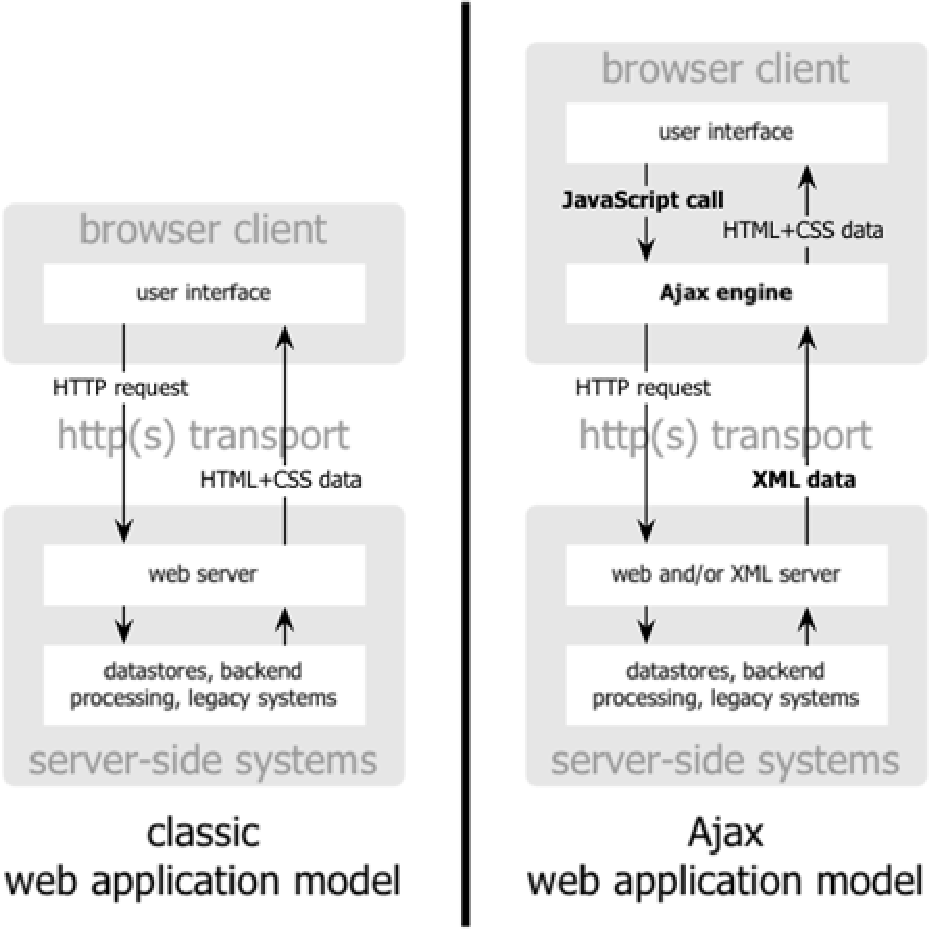 browser client
user interface
HTTP request
http(s) transport
HTML+CSS data
web server
datastores, backend
processing, legacy systems
server-side systems
classic
web application model
browser client
user interface
JavaScript call
HTML+CSS data
Ajax engine
HTTP request
http(s) transport
XML data
web and/or XML server
datastores, backend
processing, legacy systems
server-side systems
Ajax
web application model